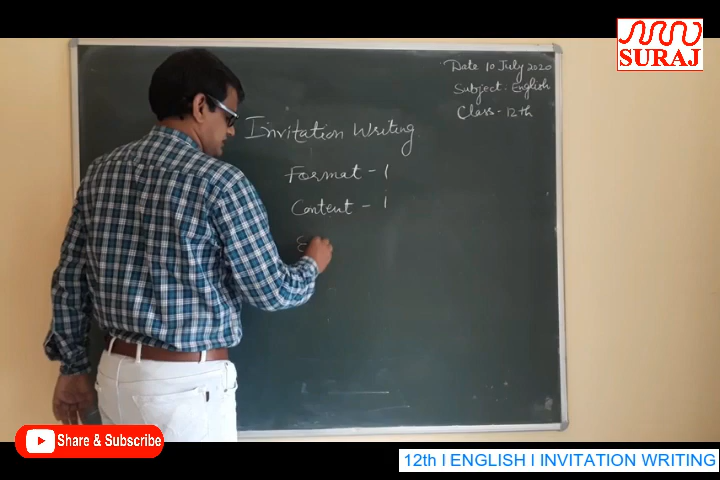 SURAJ
Date 10 July 2020
Subject. English
Class - 12th
Invitation Writing
Format - 1
Content - 1
E
Share & Subscribe
12th I ENGLISH I INVITATION WRITING